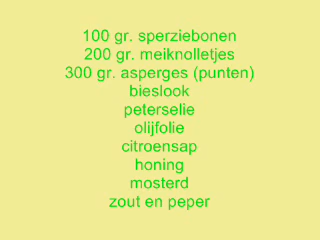 100 gr. sperziebonen
200 gr. meiknolletjes
300 gr. asperges (punten)
bieslook
peterselie
olijfolie
citroensap
honing
mosterd
zout en peper